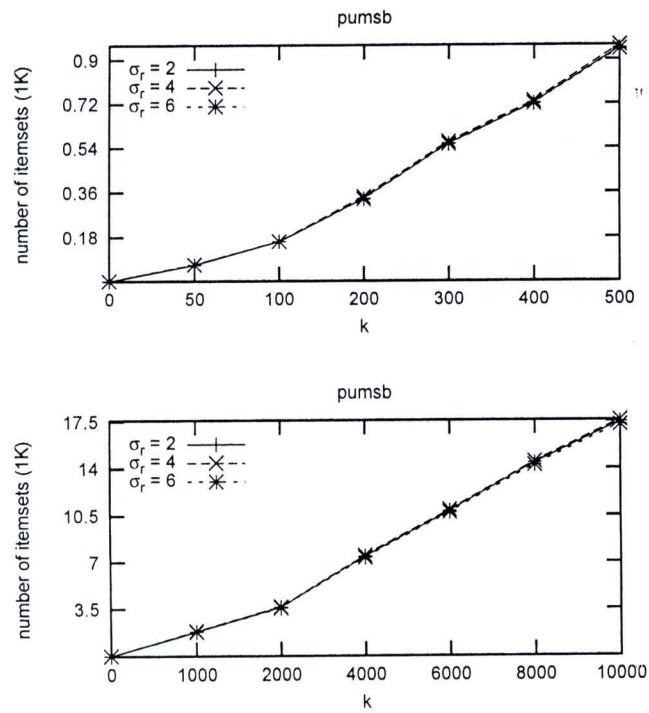 pumsb
number of itemsets (1K)
0.9
0.72
0.54
0.36
0.18
σr = 2
σr = 4
σr = 6
0 50 100 200 300 400 500
k
pumsb
number of itemsets (1K)
17.5
14
10.5
7
3.5
σr = 2
σr = 4
σr = 6
0 1000 2000 4000 6000 8000 10000
k